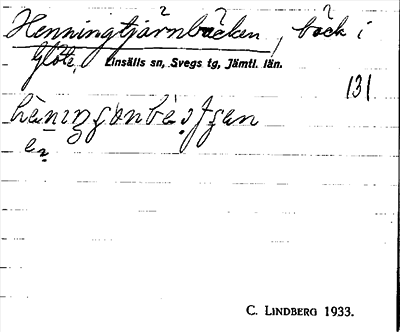 Henningtjärnbäcken, bäck i
Glöte, Linsälls sn, Svegs tg, Jämtl. län.
131
C. LINDBERG 1933.